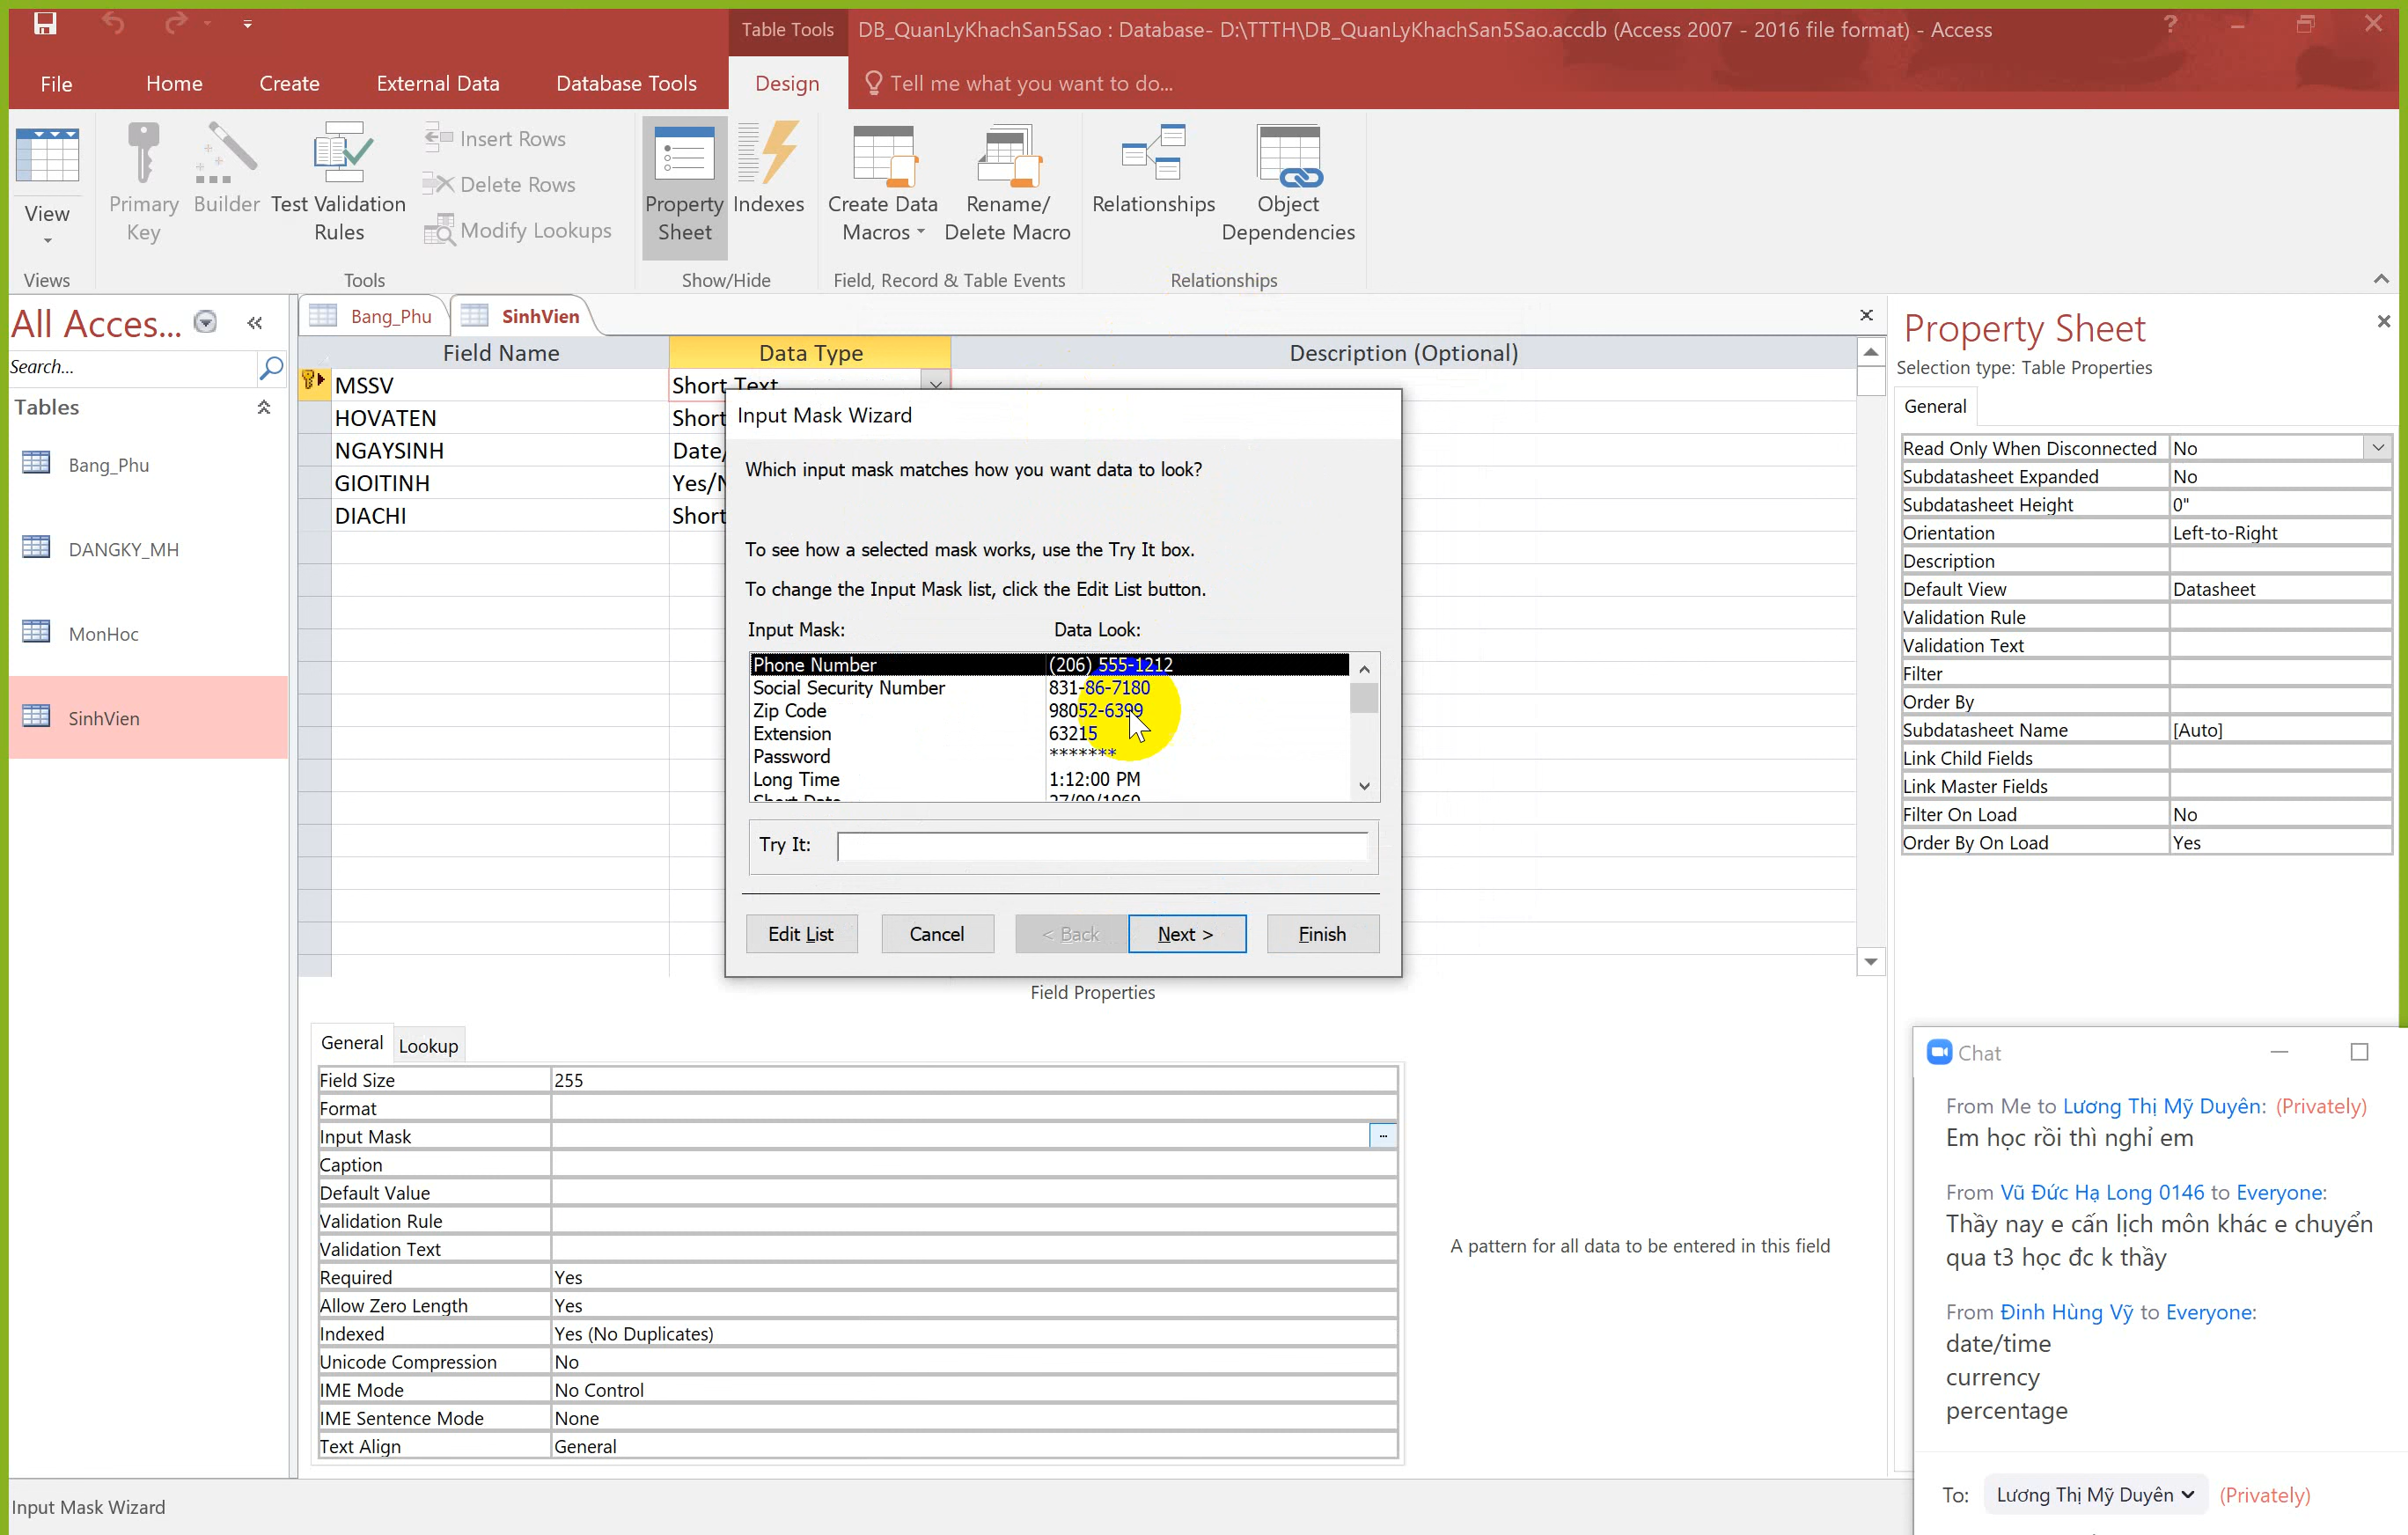 Table Tools
DB_QuanLyKhachSan5Sao : Database- D:\TTTH\DB_QuanLyKhachSan5Sao.accdb (Access 2007 - 2016 file format) - Access
?
File
Home
Create
External Data
Database Tools
Design
Tell me what you want to do...
View
Primary Key
Builder
Test Validation Rules
Insert Rows
Delete Rows
Modify Lookups
Property Sheet
Indexes
Create Data Macros
Rename/ Delete Macro
Relationships
Object Dependencies
Views
Tools
Show/Hide
Field, Record & Table Events
Relationships
All Acces...
Search...
Tables
Bang_Phu
DANGKY_MH
MonHoc
SinhVien
Bang_Phu
SinhVien
Field Name
Data Type
Description (Optional)
MSSV
Short Text
HOVATEN
Short
NGAYSINH
Date/
GIOITINH
Yes/N
DIACHI
Short
Input Mask Wizard
Which input mask matches how you want data to look?
To see how a selected mask works, use the Try It box.
To change the Input Mask list, click the Edit List button.
Input Mask:
Data Look:
Phone Number (206) 555-1212
Social Security Number 831-86-7180
Zip Code 98052-6399
Extension 63215
Password *******
Long Time 1:12:00 PM
Short Date 27/09/1969
Try It:
Edit List
Cancel
< Back
Next >
Finish
Field Properties
General
Lookup
Field Size 255
Format
Input Mask ...
Caption
Default Value
Validation Rule
Validation Text
Required Yes
Allow Zero Length Yes
Indexed Yes (No Duplicates)
Unicode Compression No
IME Mode No Control
IME Sentence Mode None
Text Align General
A pattern for all data to be entered in this field
Property Sheet
Selection type: Table Properties
General
Read Only When Disconnected No
Subdatasheet Expanded No
Subdatasheet Height 0"
Orientation Left-to-Right
Description
Default View Datasheet
Validation Rule
Validation Text
Filter
Order By
Subdatasheet Name [Auto]
Link Child Fields
Link Master Fields
Filter On Load No
Order By On Load Yes
Chat
From Me to Lương Thị Mỹ Duyên: (Privately)
Em học rồi thì nghỉ em
From Vũ Đức Hạ Long 0146 to Everyone:
Thầy nay e cấn lịch môn khác e chuyển
qua t3 học đc k thầy
From Đinh Hùng Vỹ to Everyone:
date/time
currency
percentage
To: Lương Thị Mỹ Duyên (Privately)
Input Mask Wizard